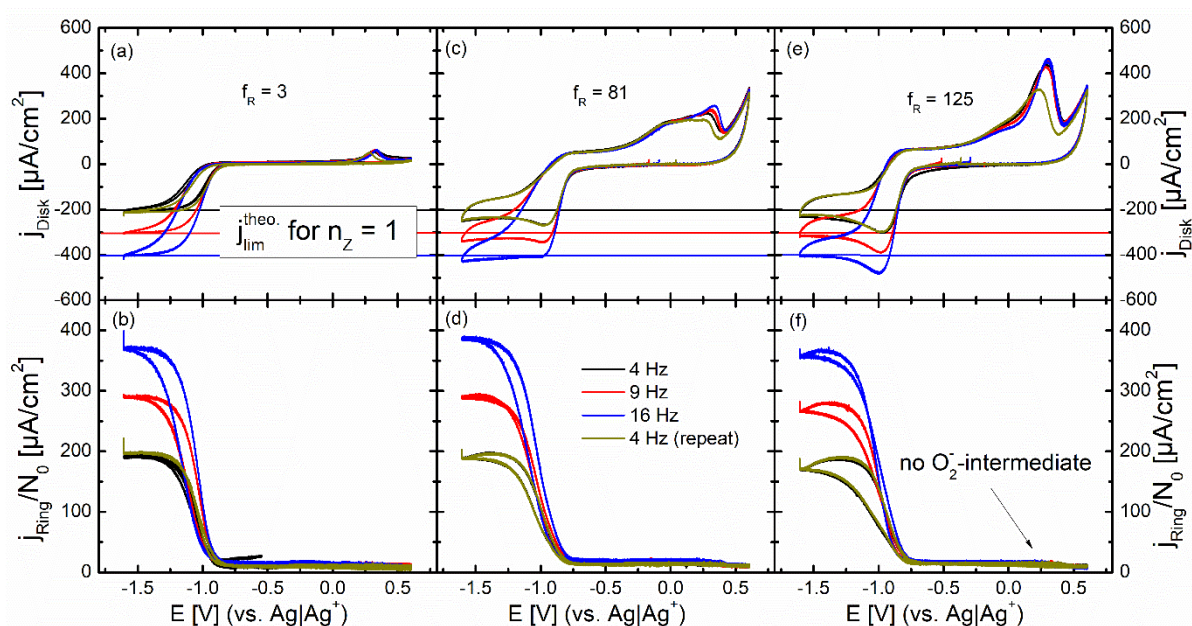 (a)
f_R = 3
j_lim^theo. for n_Z = 1
j_Disk [µA/cm²]
600
400
200
0
-200
-400
-600
(c)
f_R = 81
(e)
f_R = 125
600
400
200
0
-200
-400
-600
j_Disk [µA/cm²]
(b)
j_Ring/N_0 [µA/cm²]
400
300
200
100
0
(d)
4 Hz
9 Hz
16 Hz
4 Hz (repeat)
(f)
no O_2^--intermediate
400
300
200
100
0
j_Ring/N_0 [µA/cm²]
-1.5 -1.0 -0.5 0.0 0.5
-1.5 -1.0 -0.5 0.0 0.5
-1.5 -1.0 -0.5 0.0 0.5
E [V] (vs. Ag|Ag⁺)
E [V] (vs. Ag|Ag⁺)
E [V] (vs. Ag|Ag⁺)